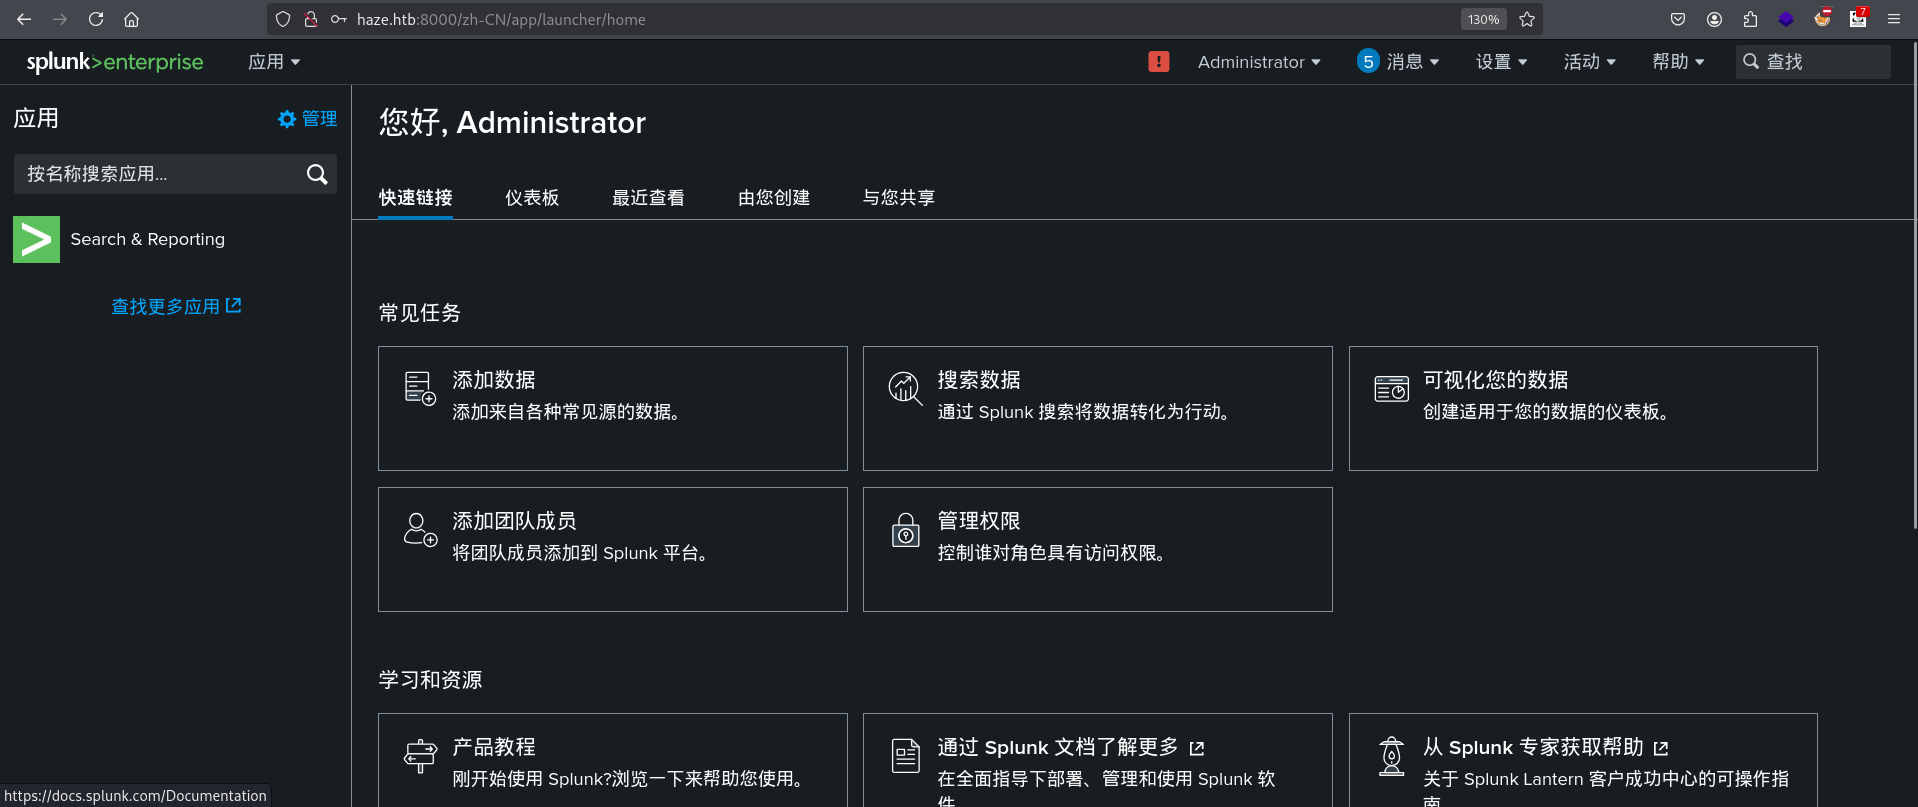 haze.htb:8000/zh-CN/app/launcher/home
130%
7
splunk>enterprise
应用
!
Administrator
5 消息
设置
活动
帮助
查找
应用
管理
按名称搜索应用...
Search & Reporting
查找更多应用
您好, Administrator
快速链接
仪表板
最近查看
由您创建
与您共享
常见任务
添加数据
添加来自各种常见源的数据。
搜索数据
通过 Splunk 搜索将数据转化为行动。
可视化您的数据
创建适用于您的数据的仪表板。
添加团队成员
将团队成员添加到 Splunk 平台。
管理权限
控制谁对角色具有访问权限。
学习和资源
产品教程
刚开始使用 Splunk?浏览一下来帮助您使用。
通过 Splunk 文档了解更多
在全面指导下部署、管理和使用 Splunk 软
件。
从 Splunk 专家获取帮助
关于 Splunk Lantern 客户成功中心的可操作指
南。
https://docs.splunk.com/Documentation